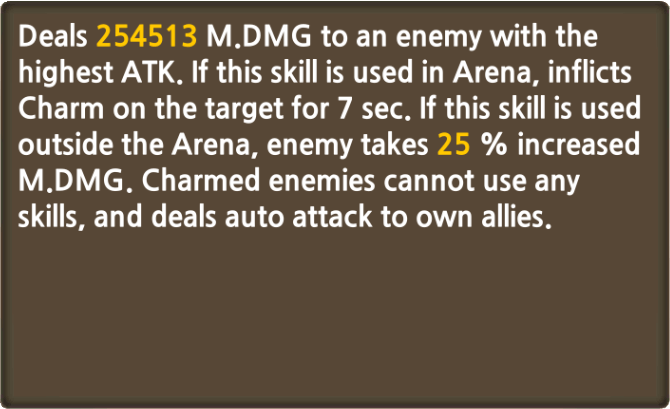 Deals 254513 M.DMG to an enemy with the
highest ATK. If this skill is used in Arena, inflicts
Charm on the target for 7 sec. If this skill is used
outside the Arena, enemy takes 25 % increased
M.DMG. Charmed enemies cannot use any
skills, and deals auto attack to own allies.